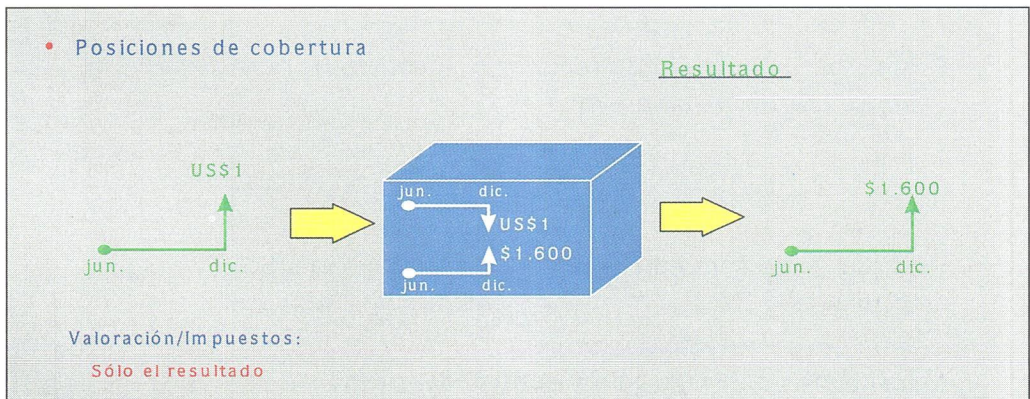 • Posiciones de cobertura
Resultado
US$1
jun.
dic.
jun. dic.
US$1
$1.600
jun. dic.
$1.600
jun.
dic.
Valoración/Impuestos:
Sólo el resultado